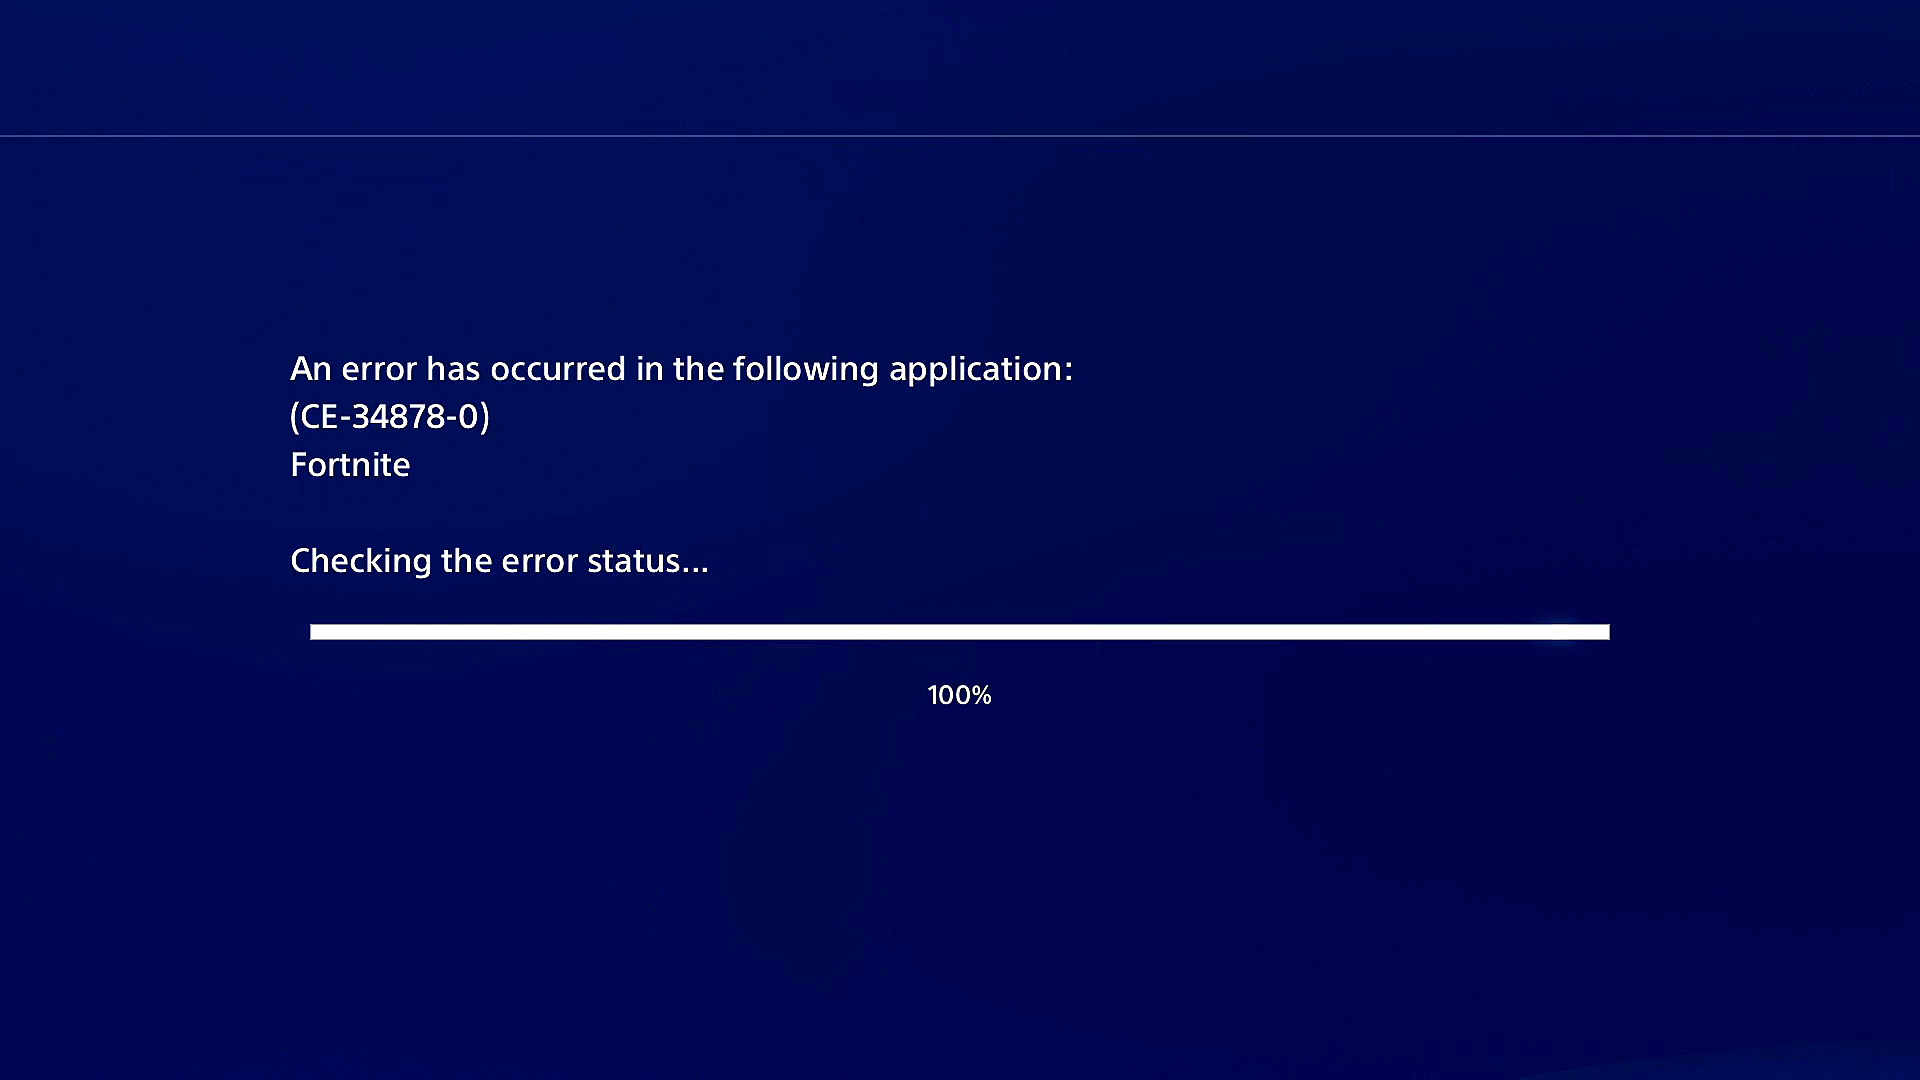 An error has occurred in the following application:
(CE-34878-0)
Fortnite
Checking the error status...
100%